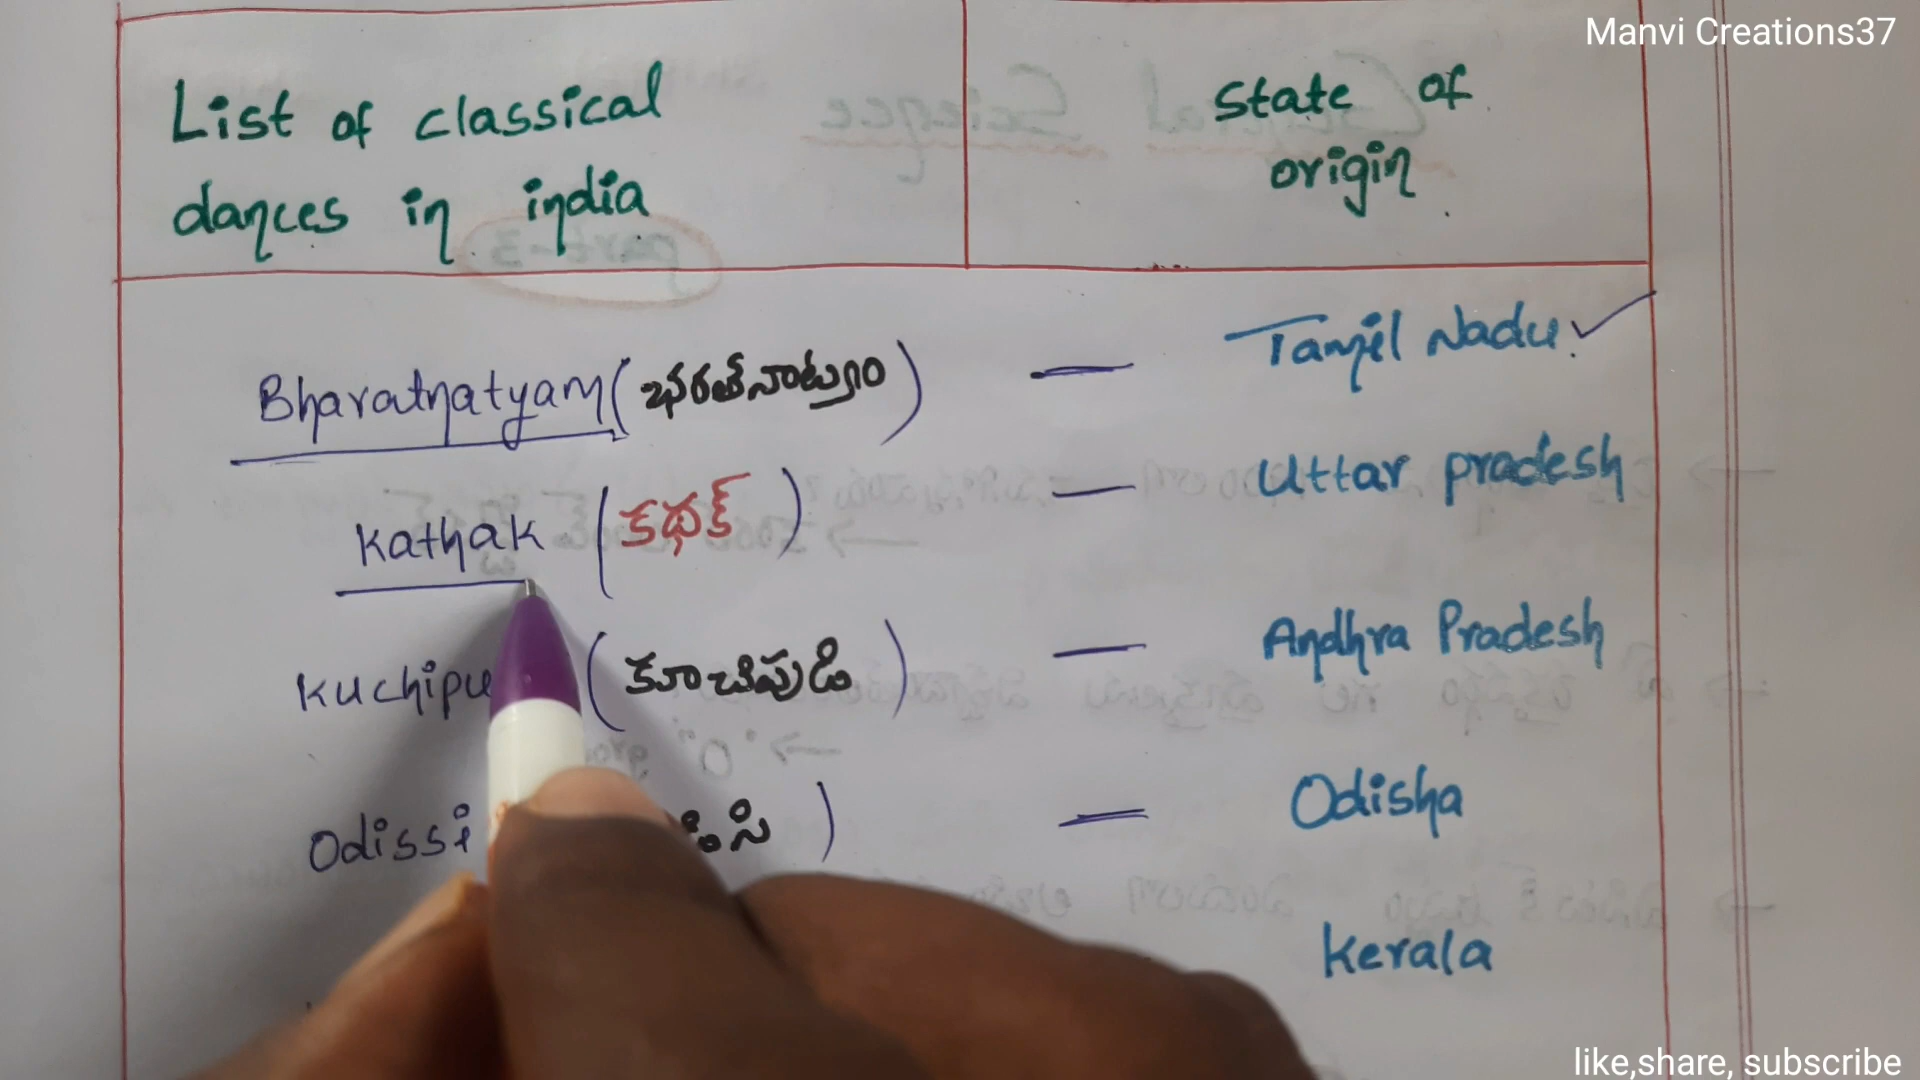 Manvi Creations37
List of classical
dances in india
State of
origin
Bharatnatyam (భరతనాట్యం) — Tamil Nadu ✓
Kathak (కథక్) — Uttar pradesh
Kuchipu (కూచిపుడి) — Andhra Pradesh
Odissi డిసి) — Odisha
Kerala
like,share, subscribe